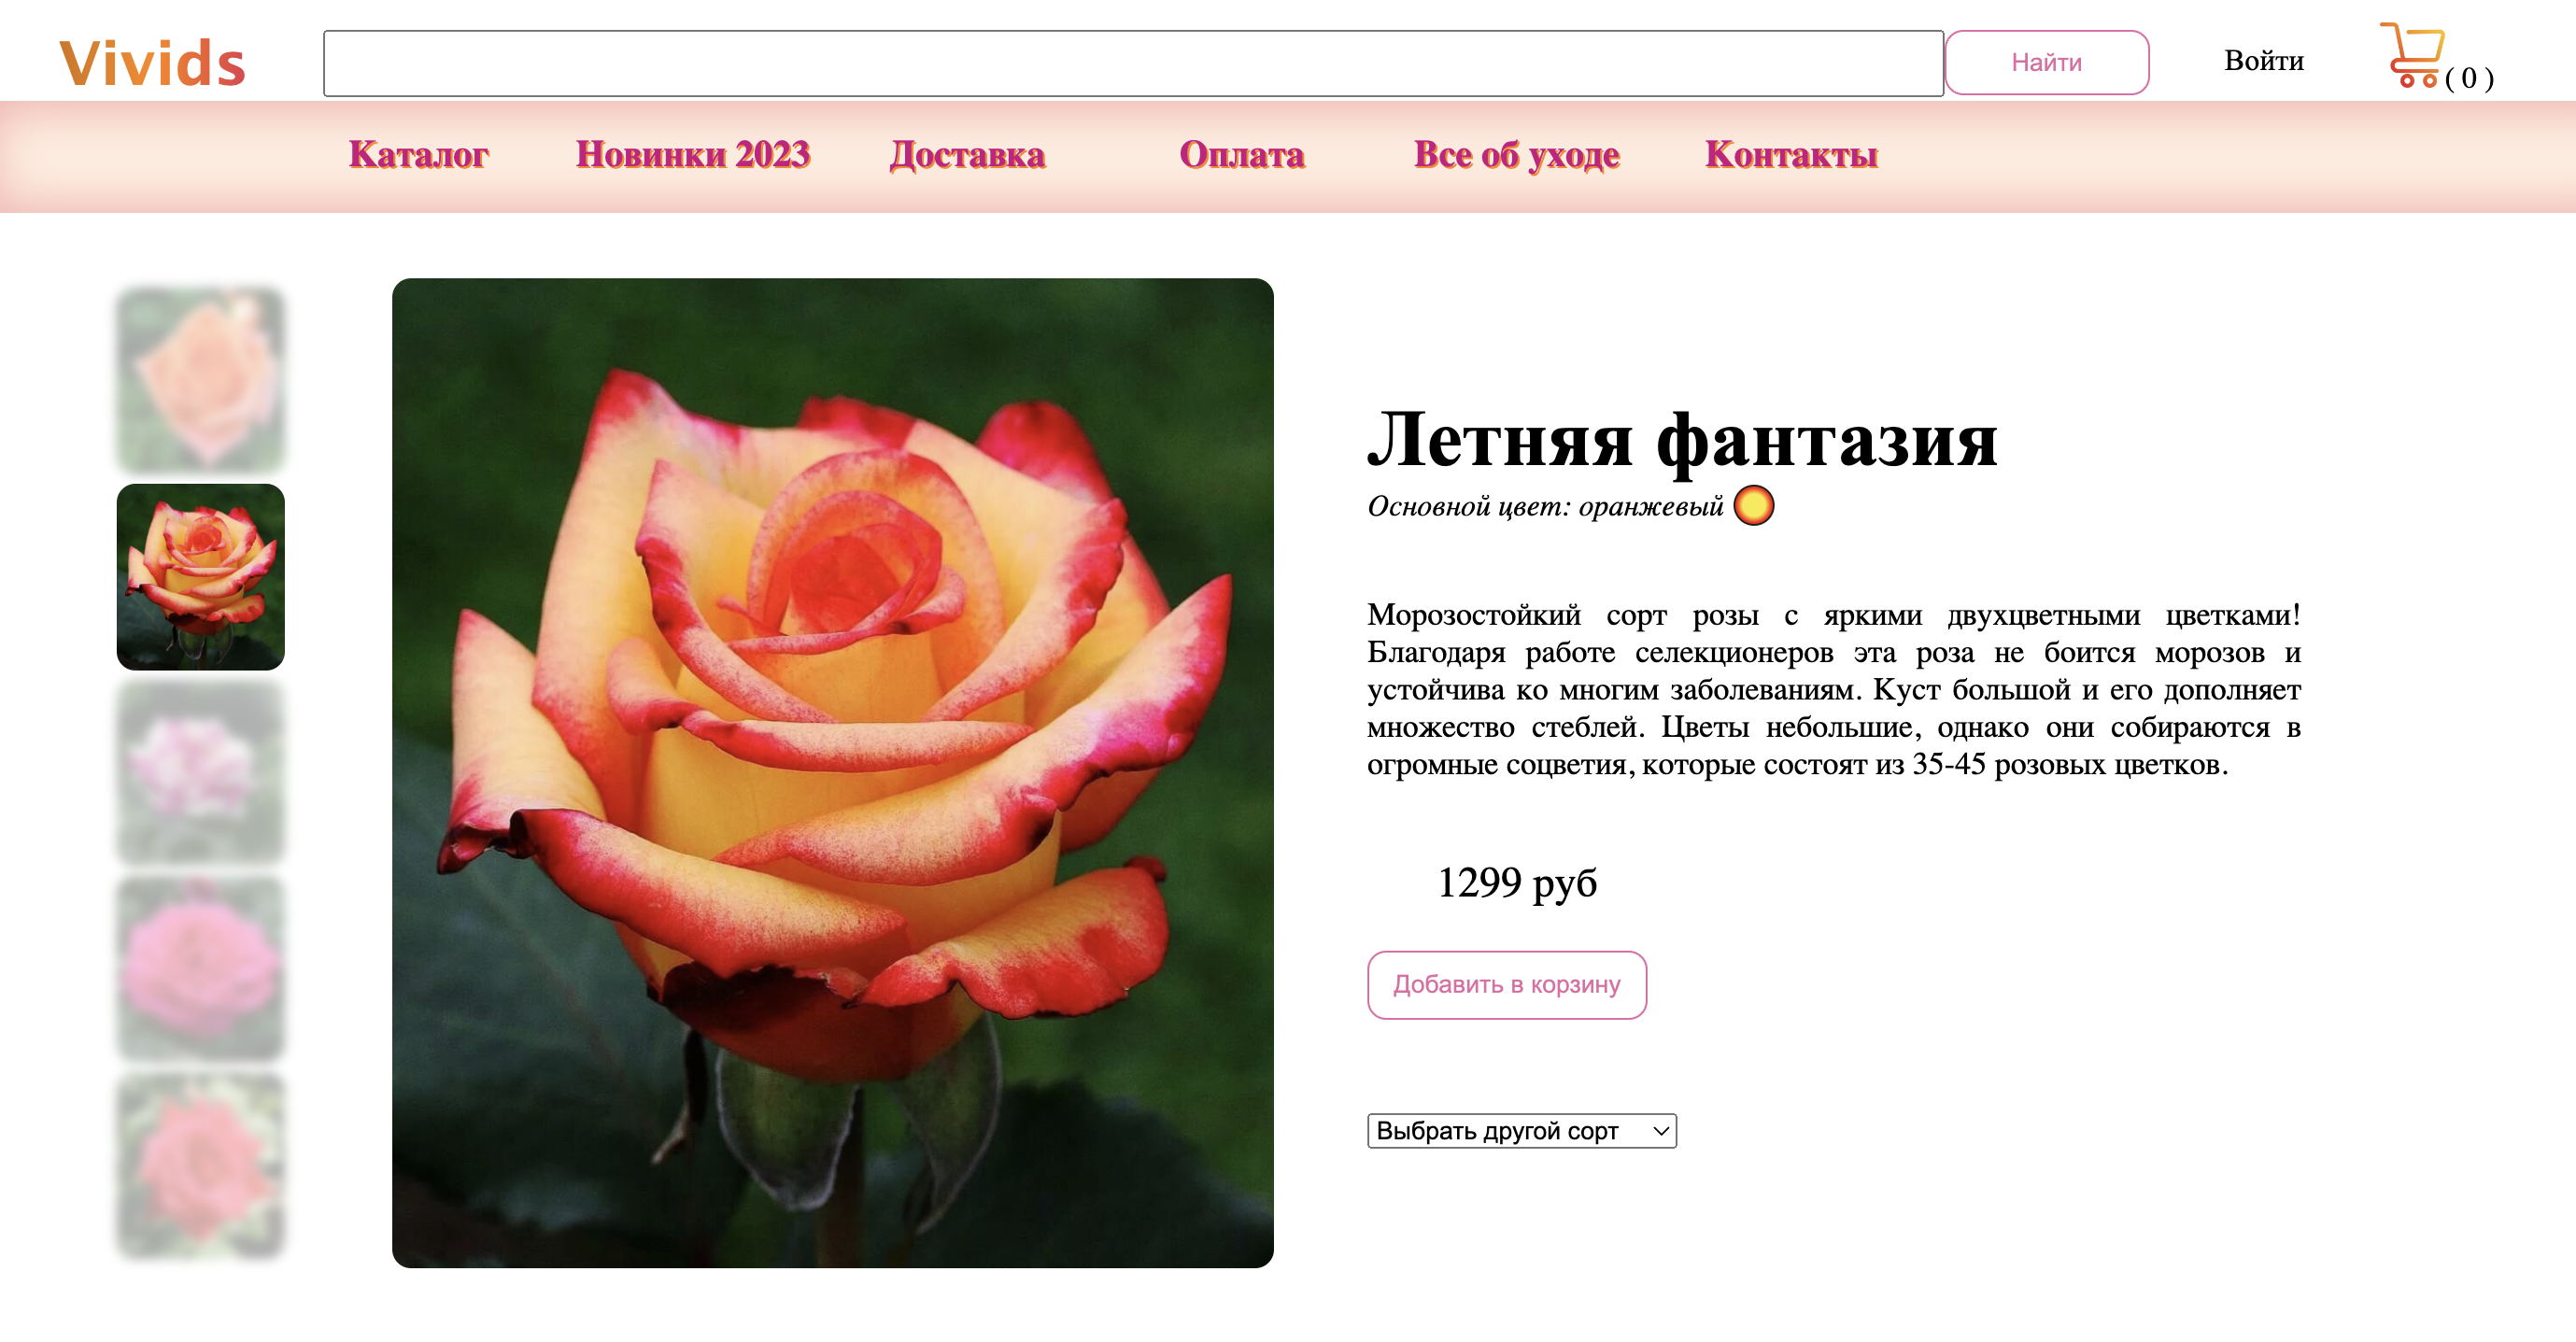 Vivids
Найти
Войти
( 0 )
Каталог Новинки 2023 Доставка Оплата Все об уходе Контакты
Летняя фантазия
Основной цвет: оранжевый
Морозостойкий сорт розы с яркими двухцветными цветками!
Благодаря работе селекционеров эта роза не боится морозов и
устойчива ко многим заболеваниям. Куст большой и его дополняет
множество стеблей. Цветы небольшие, однако они собираются в
огромные соцветия, которые состоят из 35-45 розовых цветков.
1299 руб
Добавить в корзину
Выбрать другой сорт